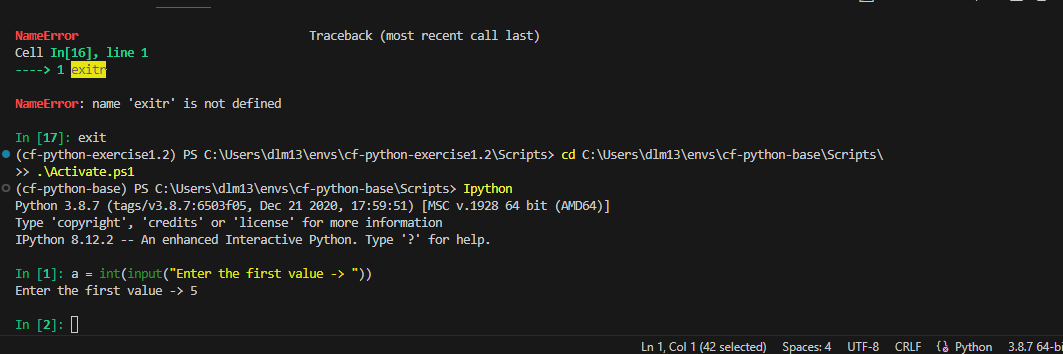 NameError                                 Traceback (most recent call last)
Cell In[16], line 1
----> 1 exitr
NameError: name 'exitr' is not defined
In [17]: exit
(cf-python-exercise1.2) PS C:\Users\dlm13\envs\cf-python-exercise1.2\Scripts> cd C:\Users\dlm13\envs\cf-python-base\Scripts\
>> .\Activate.ps1
(cf-python-base) PS C:\Users\dlm13\envs\cf-python-base\Scripts> Ipython
Python 3.8.7 (tags/v3.8.7:6503f05, Dec 21 2020, 17:59:51) [MSC v.1928 64 bit (AMD64)]
Type 'copyright', 'credits' or 'license' for more information
IPython 8.12.2 -- An enhanced Interactive Python. Type '?' for help.
In [1]: a = int(input("Enter the first value -> "))
Enter the first value -> 5
In [2]:
Ln 1, Col 1 (42 selected) Spaces: 4 UTF-8 CRLF Python 3.8.7 64-bi